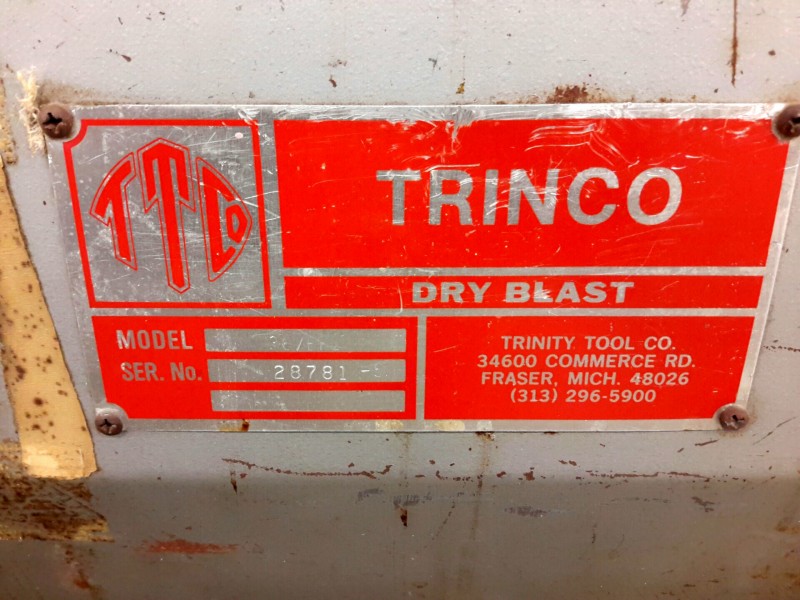 TTCo
TRINCO
DRY BLAST
MODEL
SER. No. 28781
TRINITY TOOL CO.
34600 COMMERCE RD.
FRASER, MICH. 48026
(313) 296-5900